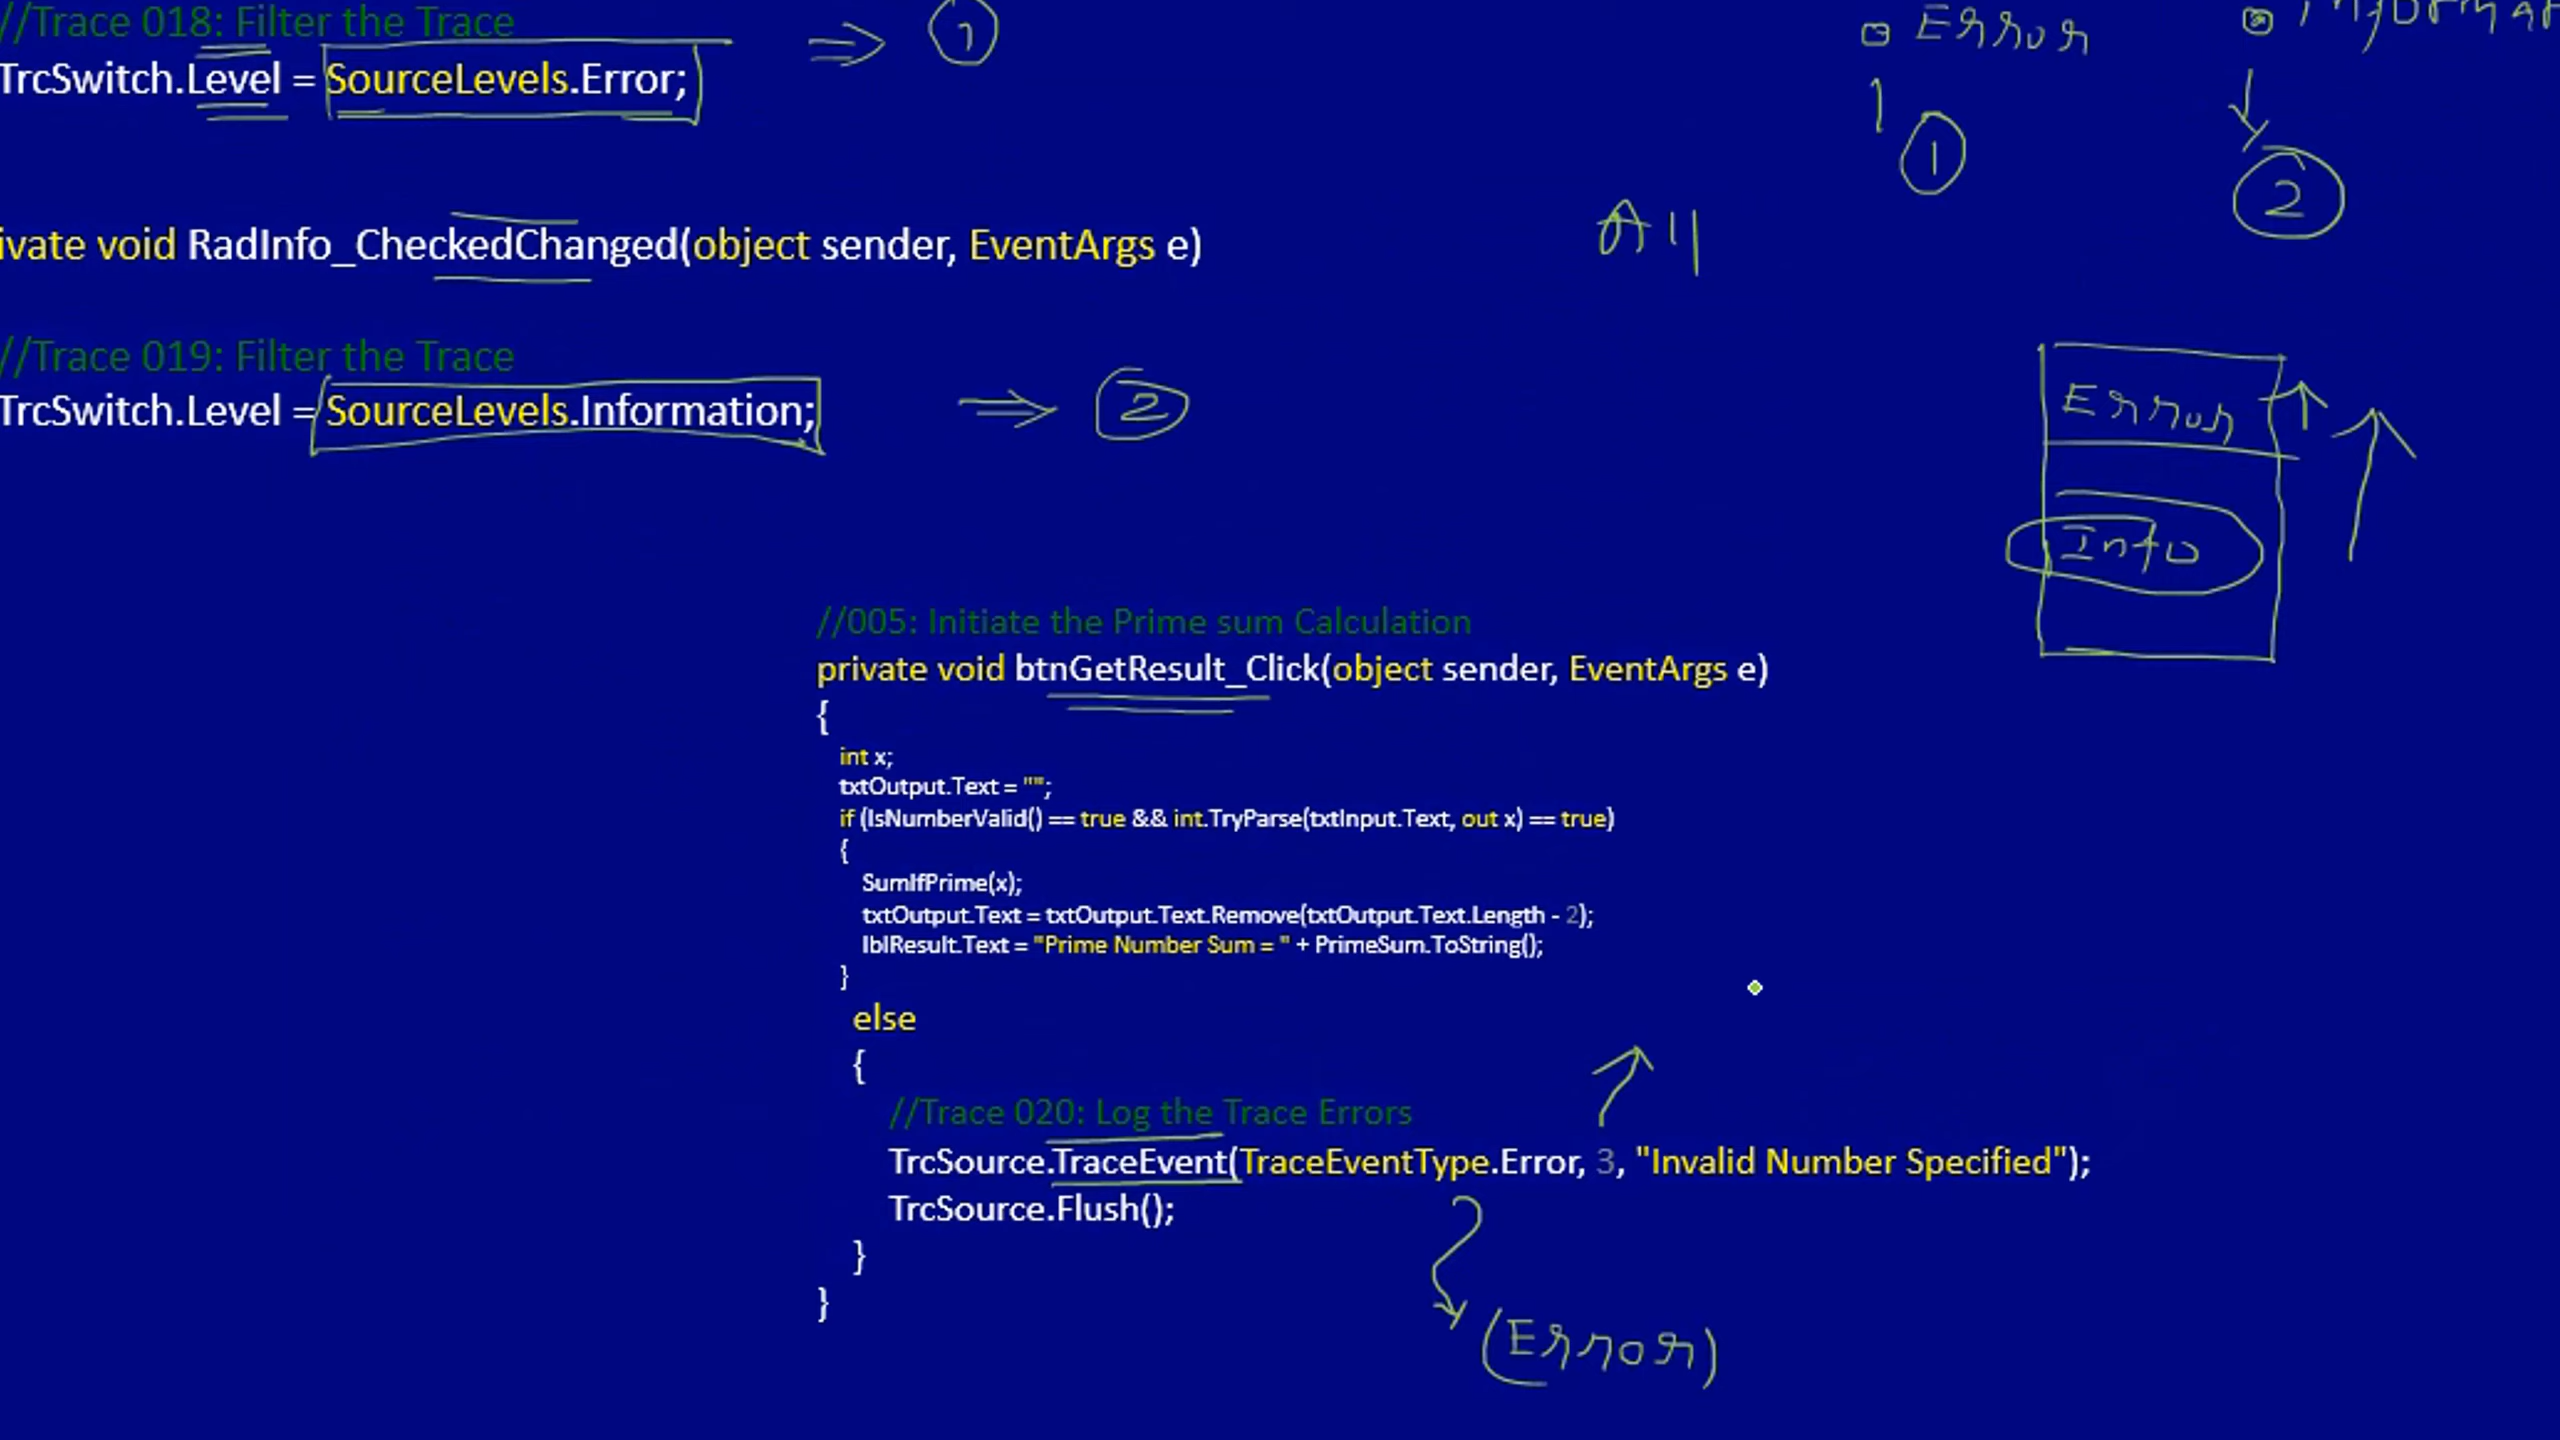 //Trace 018: Filter the Trace
TrcSwitch.Level = SourceLevels.Error;
⇒ 1
Error
1
2
ivate void RadInfo_CheckedChanged(object sender, EventArgs e)
All
//Trace 019: Filter the Trace
TrcSwitch.Level = SourceLevels.Information;
⇒ 2
Error
Info
//005: Initiate the Prime sum Calculation
private void btnGetResult_Click(object sender, EventArgs e)
{
int x;
txtOutput.Text = "";
if (IsNumberValid() == true && int.TryParse(txtInput.Text, out x) == true)
{
SumIfPrime(x);
txtOutput.Text = txtOutput.Text.Remove(txtOutput.Text.Length - 2);
lblResult.Text = "Prime Number Sum = " + PrimeSum.ToString();
}
else
{
//Trace 020: Log the Trace Errors
TrcSource.TraceEvent(TraceEventType.Error, 3, "Invalid Number Specified");
TrcSource.Flush();
}
}
(Error)